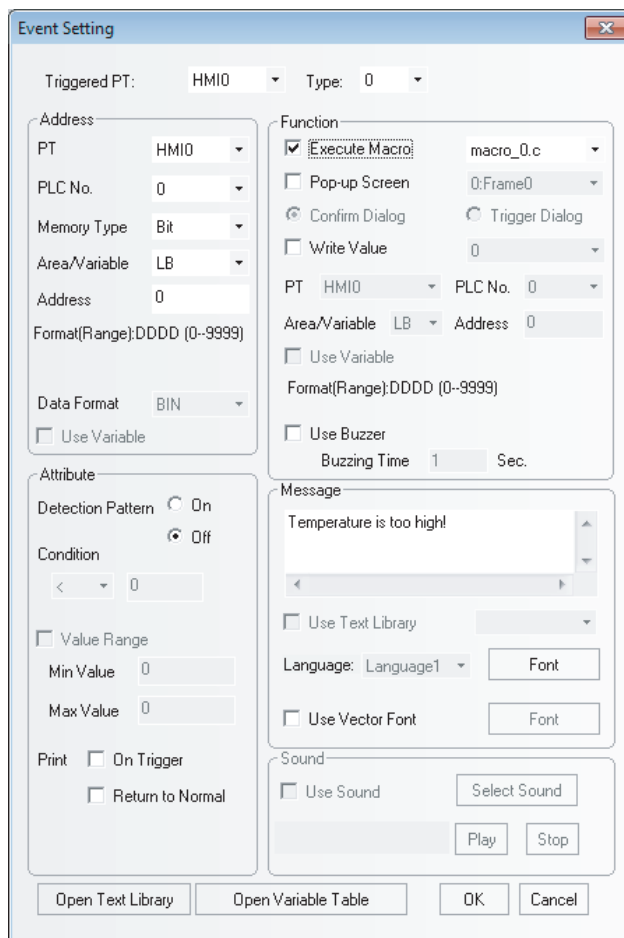 Event Setting
Triggered PT: HMI0 Type: 0
Address
PT HMI0
PLC No. 0
Memory Type Bit
Area/Variable LB
Address 0
Format(Range):DDDD (0--9999)
Data Format BIN
Use Variable
Attribute
Detection Pattern On
Off
Condition
< 0
Value Range
Min Value 0
Max Value 0
Print On Trigger
Return to Normal
Function
Execute Macro macro_0.c
Pop-up Screen 0:Frame0
Confirm Dialog Trigger Dialog
Write Value 0
PT HMI0 PLC No. 0
Area/Variable LB Address 0
Use Variable
Format(Range):DDDD (0--9999)
Use Buzzer
Buzzing Time 1 Sec.
Message
Temperature is too high!
Use Text Library
Language: Language1 Font
Use Vector Font Font
Sound
Use Sound Select Sound
Play Stop
Open Text Library Open Variable Table OK Cancel